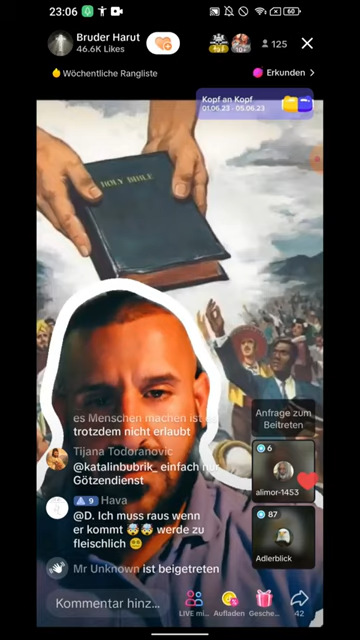 23:06
60
Bruder Harut
46.6K Likes
10+
125
Wöchentliche Rangliste
Erkunden
Kopf an Kopf
01.06.23 - 05.06.23
HOLY BIBLE
es Menschen machen ist
trotzdem nicht erlaubt
Tijana Todoranovic
@katalinbubrik_ einfach nur
Götzendienst
9 Hava
@D. Ich muss raus wenn
er kommt 🤯🤯 werde zu
fleischlich 🥹
Mr Unknown ist beigetreten
Anfrage zum
Beitreten
6
alimor-1453
87
Adlerblick
Kommentar hinz...
LIVE mi...
Aufladen
Gesche...
42